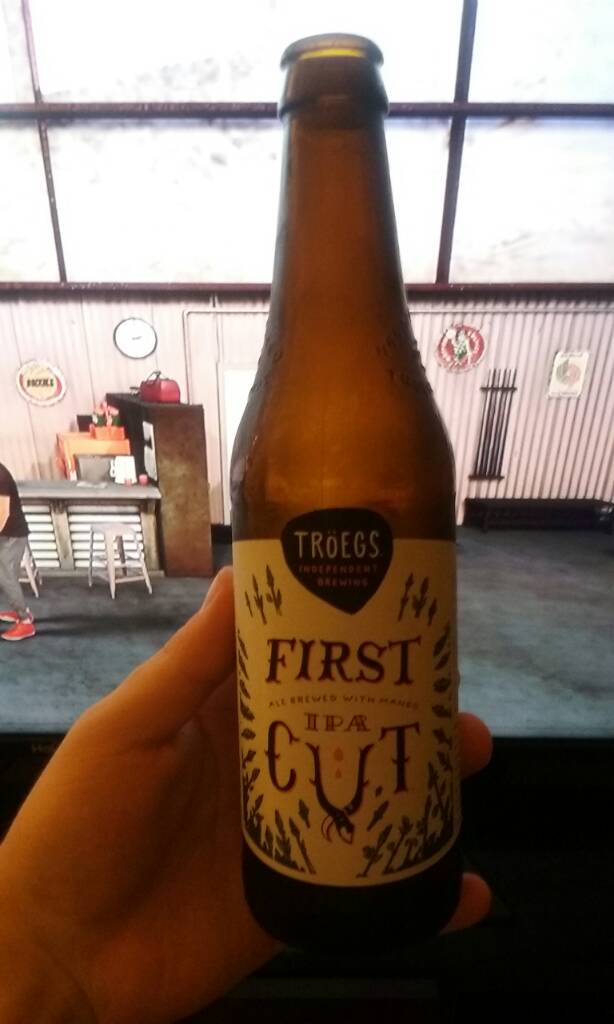 TRÖEGS
INDEPENDENT
BREWING
FIRST
ALE BREWED WITH MANGO
IPA
CUT